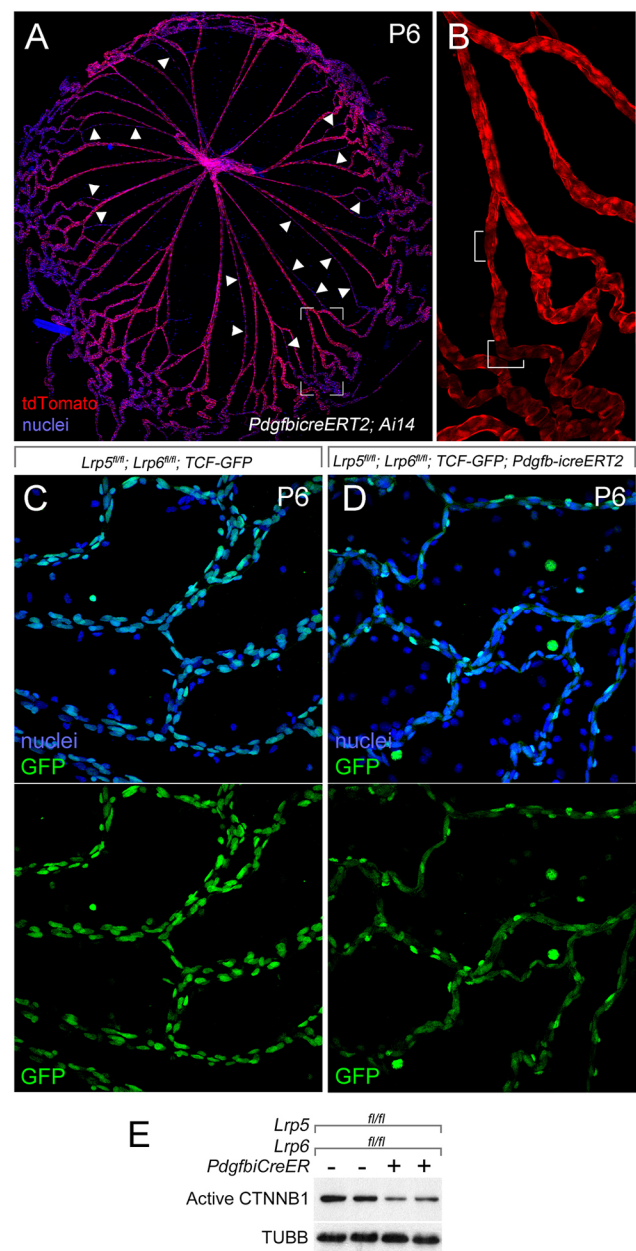 A P6
B
tdTomato
nuclei
PdgfbicreERT2; Ai14
Lrp5fl/fl; Lrp6fl/fl; TCF-GFP
Lrp5fl/fl; Lrp6fl/fl; TCF-GFP; Pdgfb-icreERT2
C P6
D P6
nuclei
GFP
nuclei
GFP
GFP
GFP
E
Lrp5 fl/fl
Lrp6 fl/fl
PdgfbiCreER - - + +
Active CTNNB1
TUBB